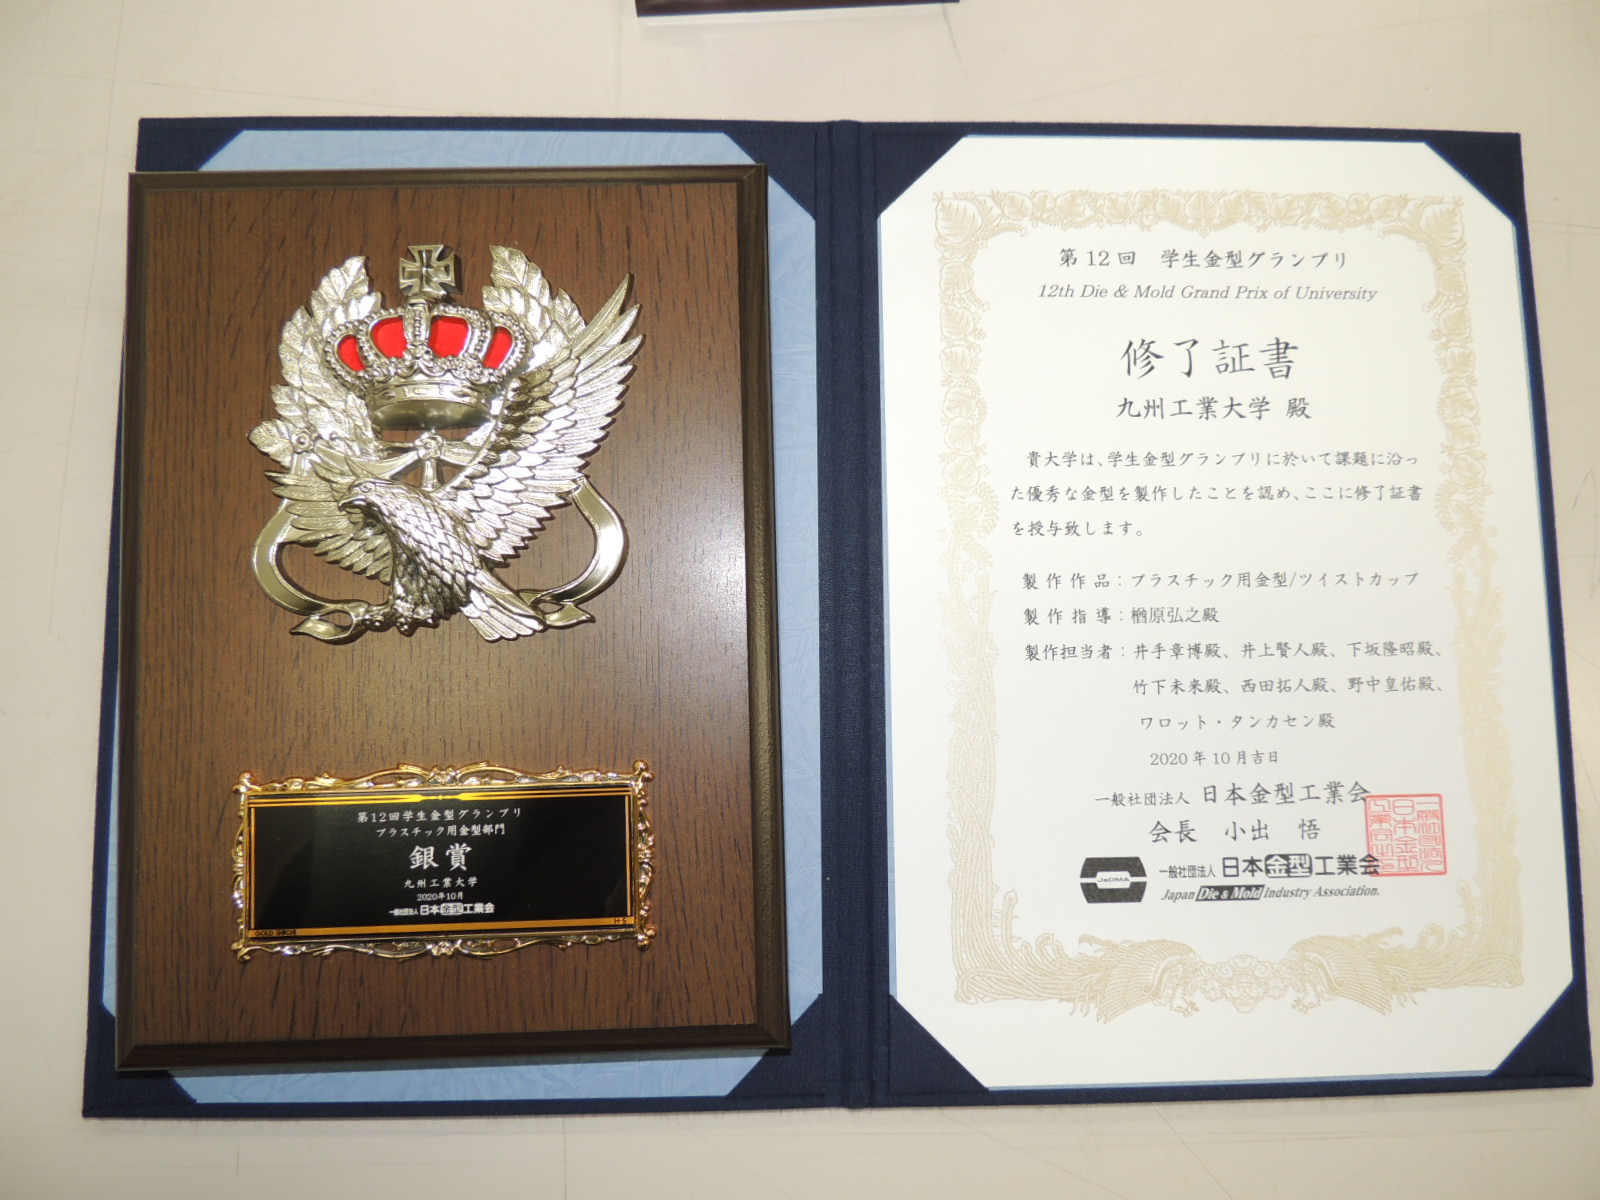 第12回学生金型グランプリ
プラスチック用金型部門
銀賞
九州工業大学
2020年10月
一般社団法人 日本金型工業会
GOLD SHACHI
H-S
第12回 学生金型グランプリ
12th Die & Mold Grand Prix of University
修了証書
九州工業大学 殿
貴大学は、学生金型グランプリに於いて課題に沿っ
た優秀な金型を製作したことを認め、ここに修了証書
を授与致します。
製作作品：プラスチック用金型/ツイストカップ
製作指導：楢原弘之殿
製作担当者：井手章博殿、井上賢人殿、下坂隆昭殿、
竹下未来殿、西田拓人殿、野中皇佑殿、
ワロット・タンカセン殿
2020年10月吉日
一般社団法人 日本金型工業会
会長 小出 悟
JaDMA
一般社団法人 日本金型工業会
Japan Die & Mold Industry Association.